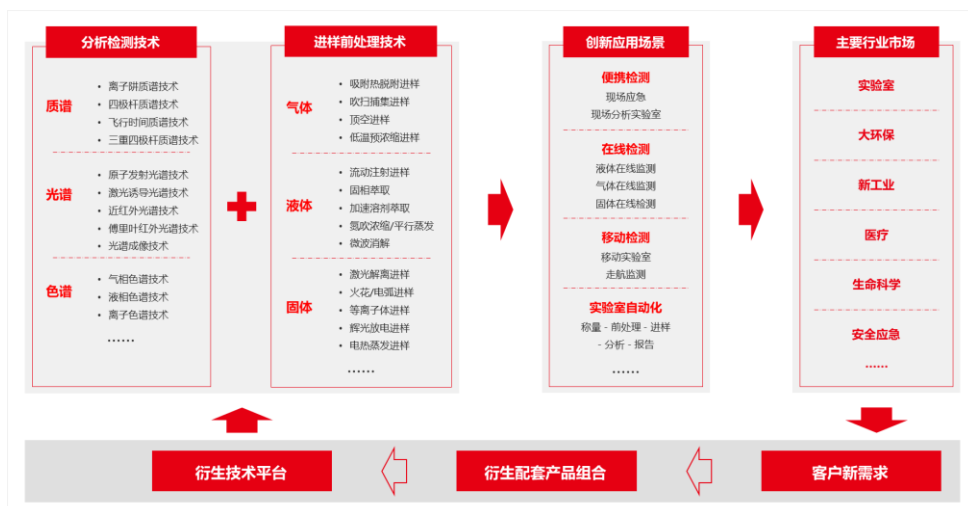 分析检测技术
质谱
• 离子阱质谱技术
• 四极杆质谱技术
• 飞行时间质谱技术
• 三重四极杆质谱技术
光谱
• 原子发射光谱技术
• 激光诱导光谱技术
• 近红外光谱技术
• 傅里叶红外光谱技术
• 光谱成像技术
色谱
• 气相色谱技术
• 液相色谱技术
• 离子色谱技术
……
进样前处理技术
气体
• 吸附热脱附进样
• 吹扫捕集进样
• 顶空进样
• 低温预浓缩进样
液体
• 流动注射进样
• 固相萃取
• 加速溶剂萃取
• 氮吹浓缩/平行蒸发
• 微波消解
固体
• 激光解离进样
• 火花/电弧进样
• 等离子体进样
• 辉光放电进样
• 电热蒸发进样
……
创新应用场景
便携检测
现场应急
现场分析实验室
在线检测
液体在线监测
气体在线监测
固体在线检测
移动检测
移动实验室
走航监测
实验室自动化
称量 - 前处理 - 进样
- 分析 - 报告
……
主要行业市场
实验室
大环保
新工业
医疗
生命科学
安全应急
……
衍生技术平台
衍生配套产品组合
客户新需求